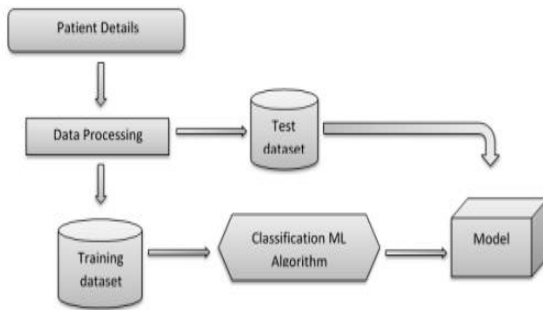 Patient Details
Data Processing
Test
dataset
Training
dataset
Classification ML
Algorithm
Model